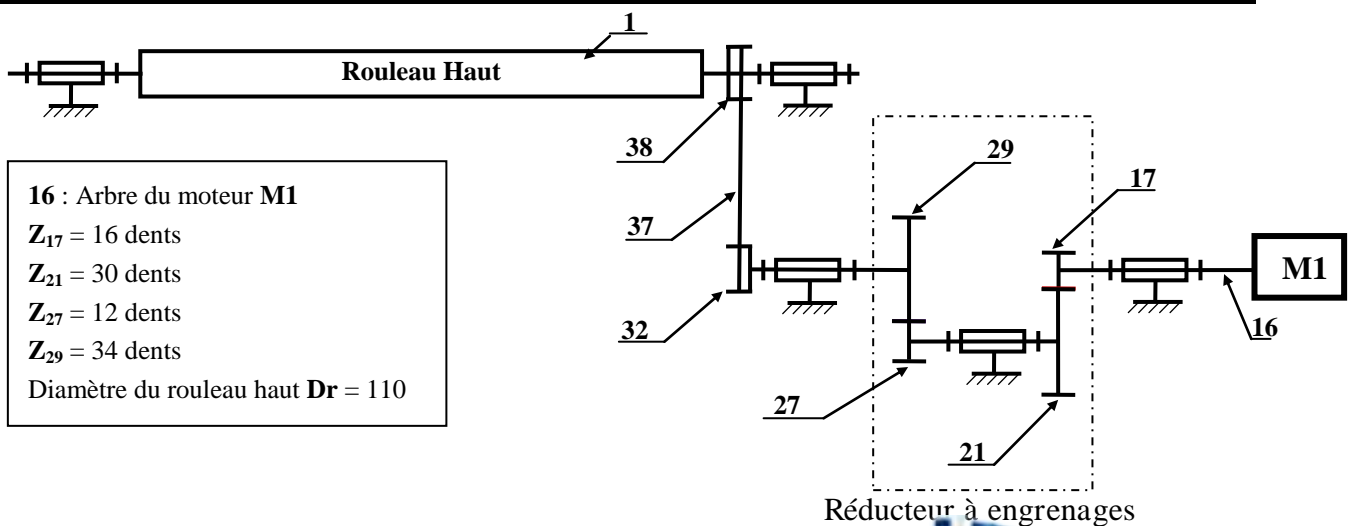 1
Rouleau Haut
38
29
17
16 : Arbre du moteur M1
Z17 = 16 dents
Z21 = 30 dents
Z27 = 12 dents
Z29 = 34 dents
Diamètre du rouleau haut Dr = 110
37
M1
32
16
27
21
Réducteur à engrenages